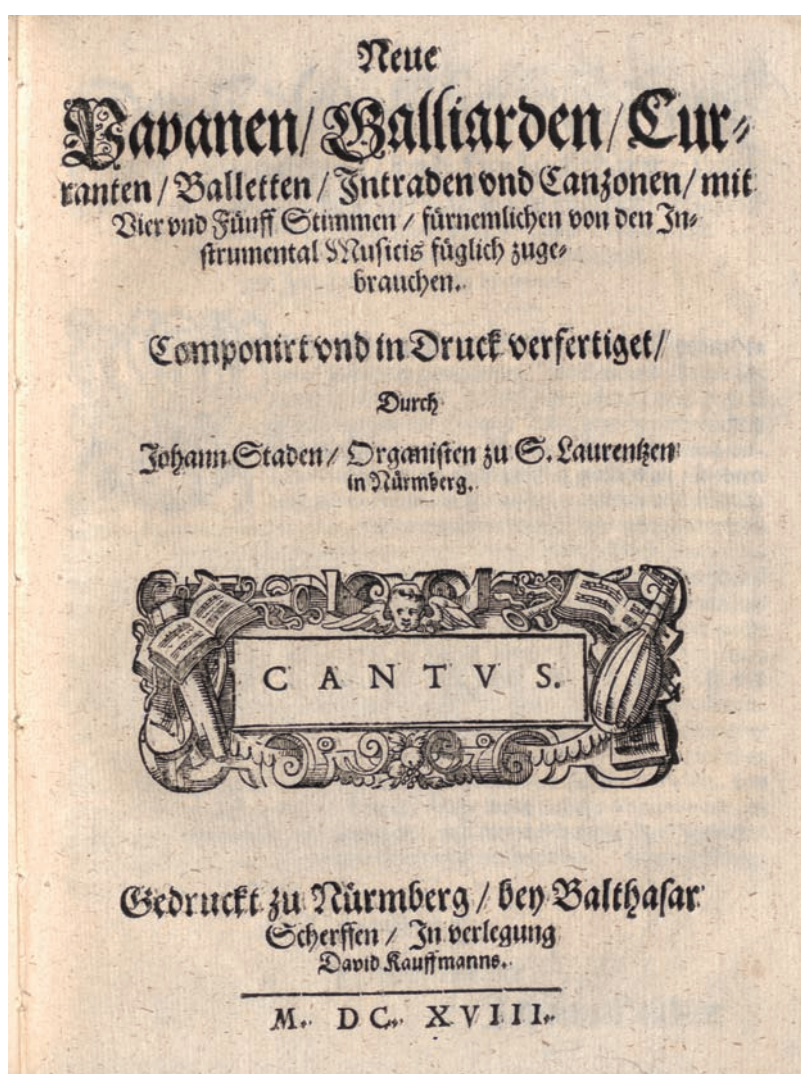 Neue
Pavanen/ Galliarden/ Cur-
ranten/ Balletten/ Intraden vnd Canzonen/ mit
Vier vnd Fünff Stimmen/ fürnemlichen von den In-
strumental Musicis füglich zuge-
brauchen.
Componirt vnd in Druck verfertiget/
Durch
Johann Staden/ Organisten zu S. Laurentzen
in Nürmberg.
CANTVS.
Gedruckt zu Nürmberg/ bey Balthasar
Scherffen/ In verlegung
David Kauffmanns.
M. DC. XVIII.